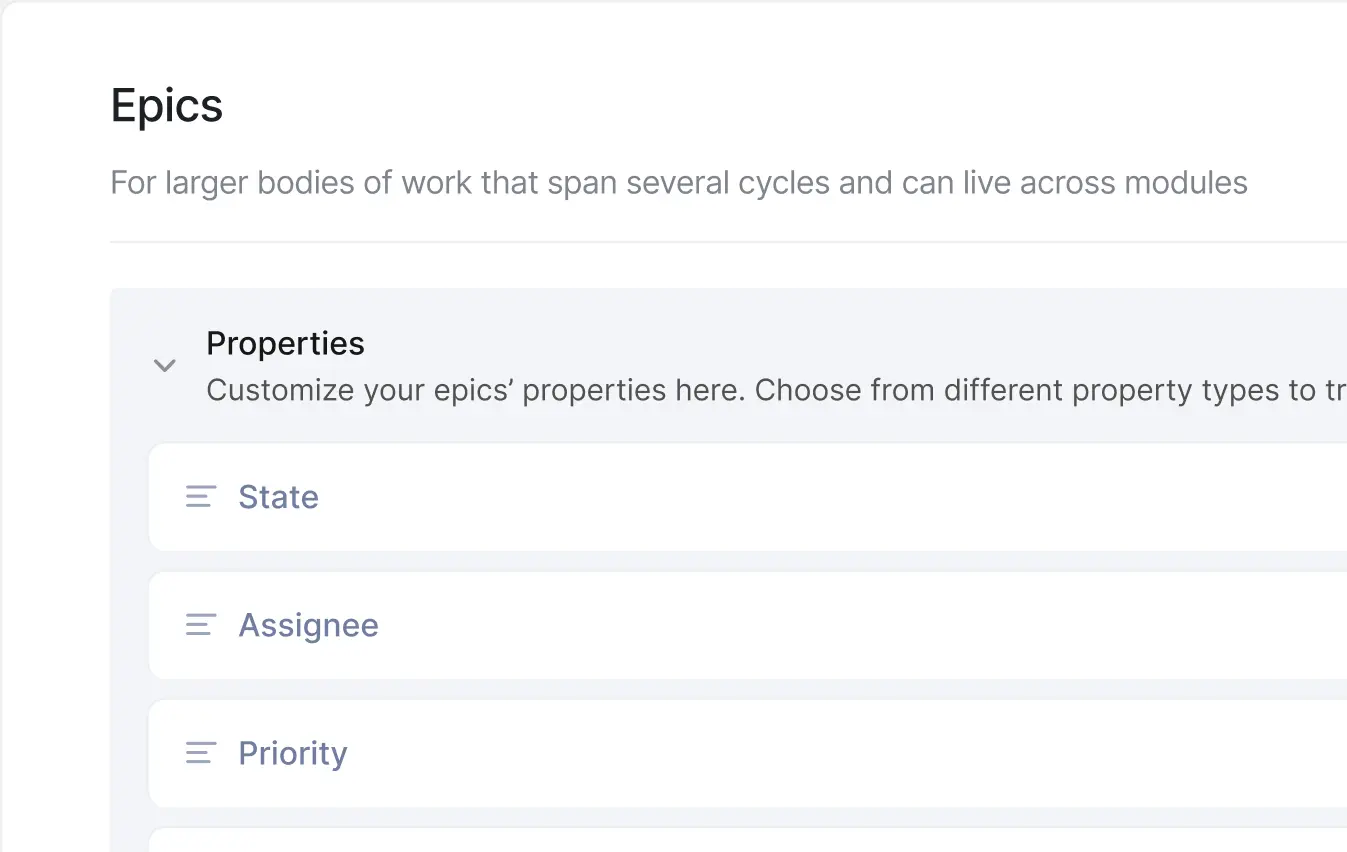 Epics
For larger bodies of work that span several cycles and can live across modules
Properties
Customize your epics’ properties here. Choose from different property types to tr
State
Assignee
Priority